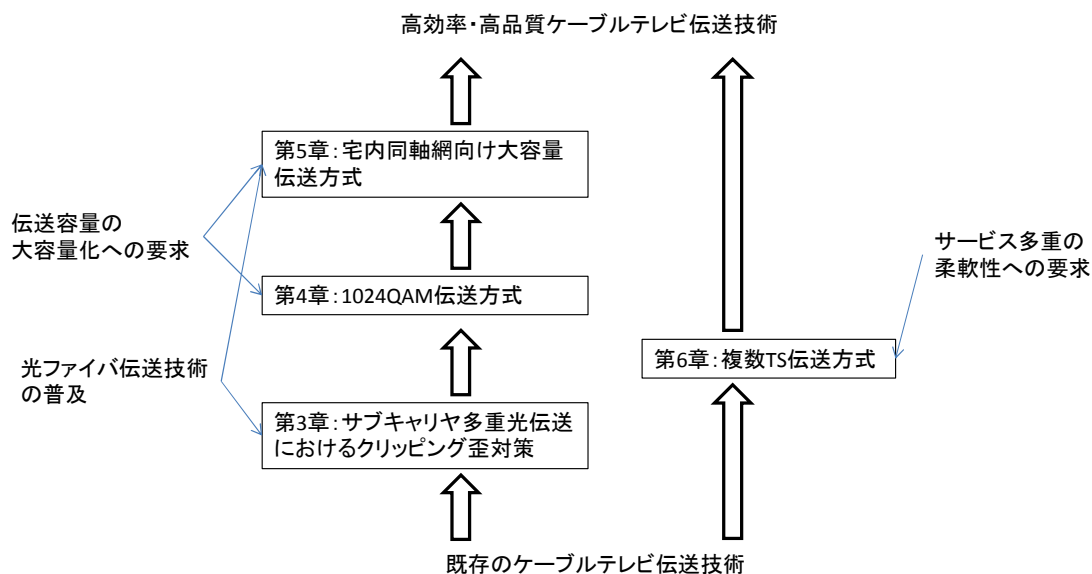 高効率・高品質ケーブルテレビ伝送技術
第5章：宅内同軸網向け大容量
伝送方式
伝送容量の
大容量化への要求
サービス多重の
柔軟性への要求
第4章：1024QAM伝送方式
光ファイバ伝送技術
の普及
第6章：複数TS伝送方式
第3章：サブキャリヤ多重光伝送
におけるクリッピング歪対策
既存のケーブルテレビ伝送技術